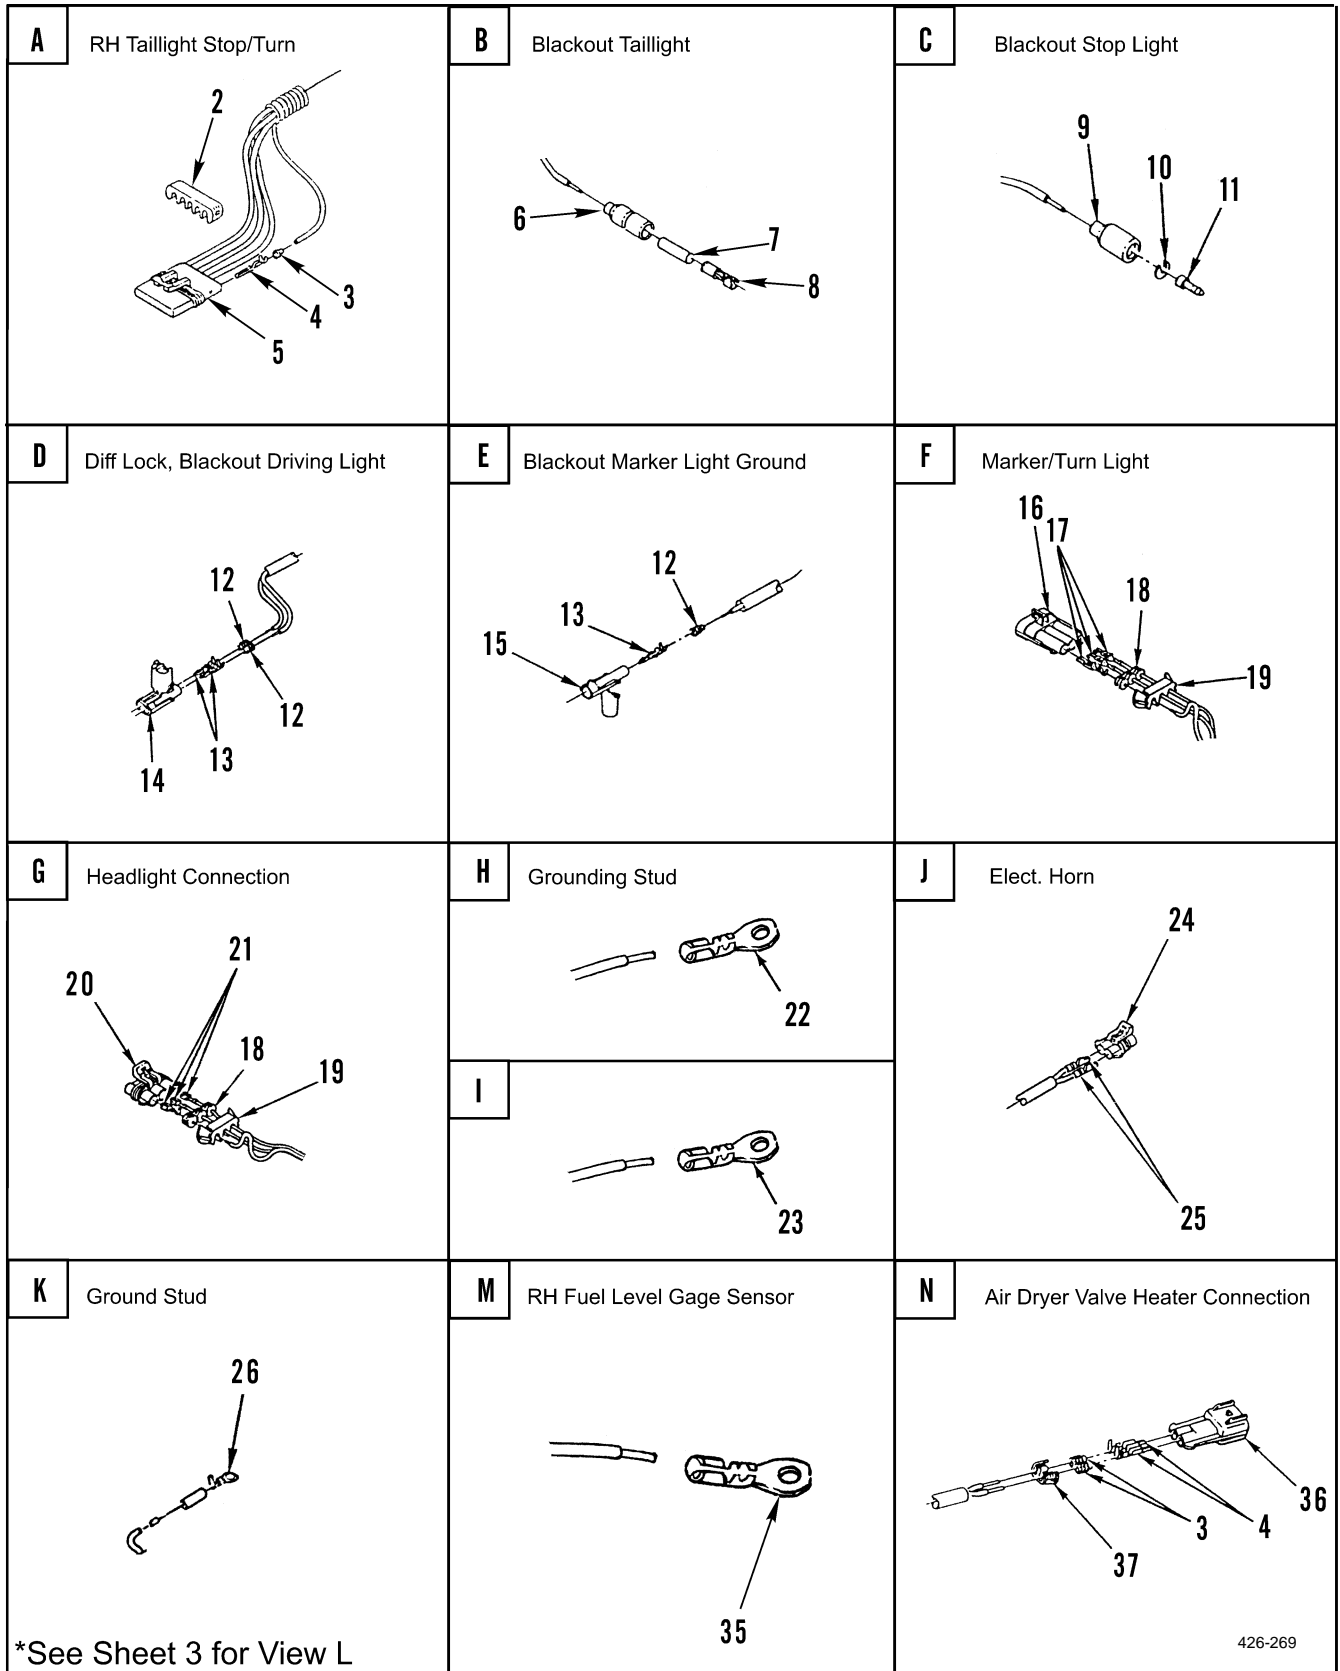 A RH Taillight Stop/Turn
2
3
4
5
B Blackout Taillight
6
7
8
C Blackout Stop Light
9
10
11
D Diff Lock, Blackout Driving Light
12
12
13
14
E Blackout Marker Light Ground
12
13
15
F Marker/Turn Light
16
17
18
19
G Headlight Connection
21
20
18
19
H Grounding Stud
22
I
23
J Elect. Horn
24
25
K Ground Stud
26
*See Sheet 3 for View L
M RH Fuel Level Gage Sensor
35
N Air Dryer Valve Heater Connection
36
3
4
37
426-269